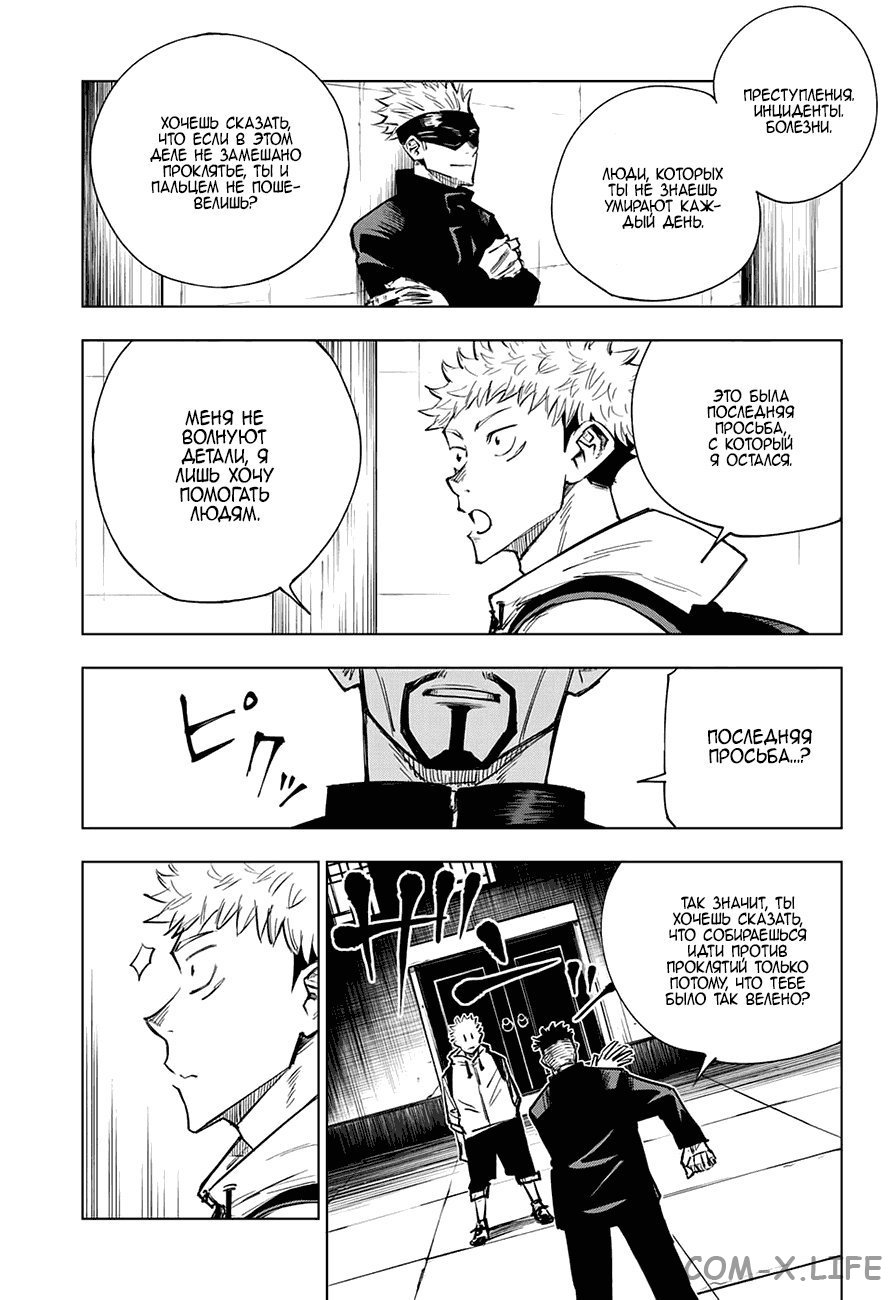 ПРЕСТУПЛЕНИЯ.
ИНЦИДЕНТЫ.
БОЛЕЗНИ.
ЛЮДИ, КОТОРЫХ
ТЫ НЕ ЗНАЕШЬ
УМИРАЮТ КАЖ-
ДЫЙ ДЕНЬ.
ХОЧЕШЬ СКАЗАТЬ,
ЧТО ЕСЛИ В ЭТОМ
ДЕЛЕ НЕ ЗАМЕШАНО
ПРОКЛЯТЬЕ, ТЫ И
ПАЛЬЦЕМ НЕ ПОШЕ-
ВЕЛИШЬ?
ЭТО БЫЛА
ПОСЛЕДНЯЯ
ПРОСЬБА,
С КОТОРЫЙ
Я ОСТАЛСЯ.
МЕНЯ НЕ
ВОЛНУЮТ
ДЕТАЛИ, Я
ЛИШЬ ХОЧУ
ПОМОГАТЬ
ЛЮДЯМ.
ПОСЛЕДНЯЯ
ПРОСЬБА...?
ピクッ
ТАК ЗНАЧИТ, ТЫ
ХОЧЕШЬ СКАЗАТЬ,
ЧТО СОБИРАЕШЬСЯ
ИДТИ ПРОТИВ
ПРОКЛЯТИЙ ТОЛЬКО
ПОТОМУ, ЧТО ТЕБЕ
БЫЛО ТАК ВЕЛЕНО?
COM-X.LIFE